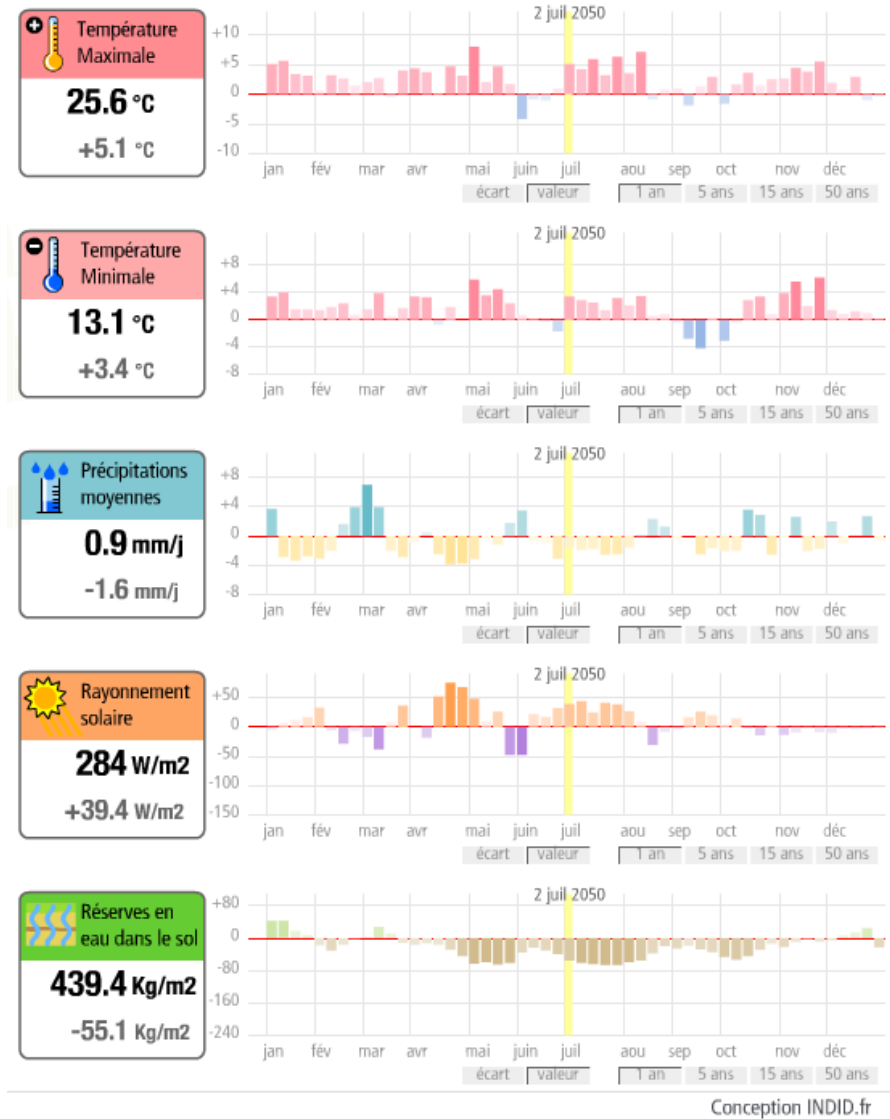 Température
Maximale
25.6 °C
+5.1 °C
2 juil 2050
+10
+5
0
-5
-10
jan fév mar avr mai juin juil aou sep oct nov déc
écart valeur 1 an 5 ans 15 ans 50 ans
Température
Minimale
13.1 °C
+3.4 °C
2 juil 2050
+8
+4
0
-4
-8
jan fév mar avr mai juin juil aou sep oct nov déc
écart valeur 1 an 5 ans 15 ans 50 ans
Précipitations
moyennes
0.9 mm/j
-1.6 mm/j
2 juil 2050
+8
+4
0
-4
-8
jan fév mar avr mai juin juil aou sep oct nov déc
écart valeur 1 an 5 ans 15 ans 50 ans
Rayonnement
solaire
284 W/m2
+39.4 W/m2
2 juil 2050
+50
0
-50
-100
-150
jan fév mar avr mai juin juil aou sep oct nov déc
écart valeur 1 an 5 ans 15 ans 50 ans
Réserves en
eau dans le sol
439.4 Kg/m2
-55.1 Kg/m2
2 juil 2050
+80
0
-80
-160
-240
jan fév mar avr mai juin juil aou sep oct nov déc
écart valeur 1 an 5 ans 15 ans 50 ans
Conception INDID.fr